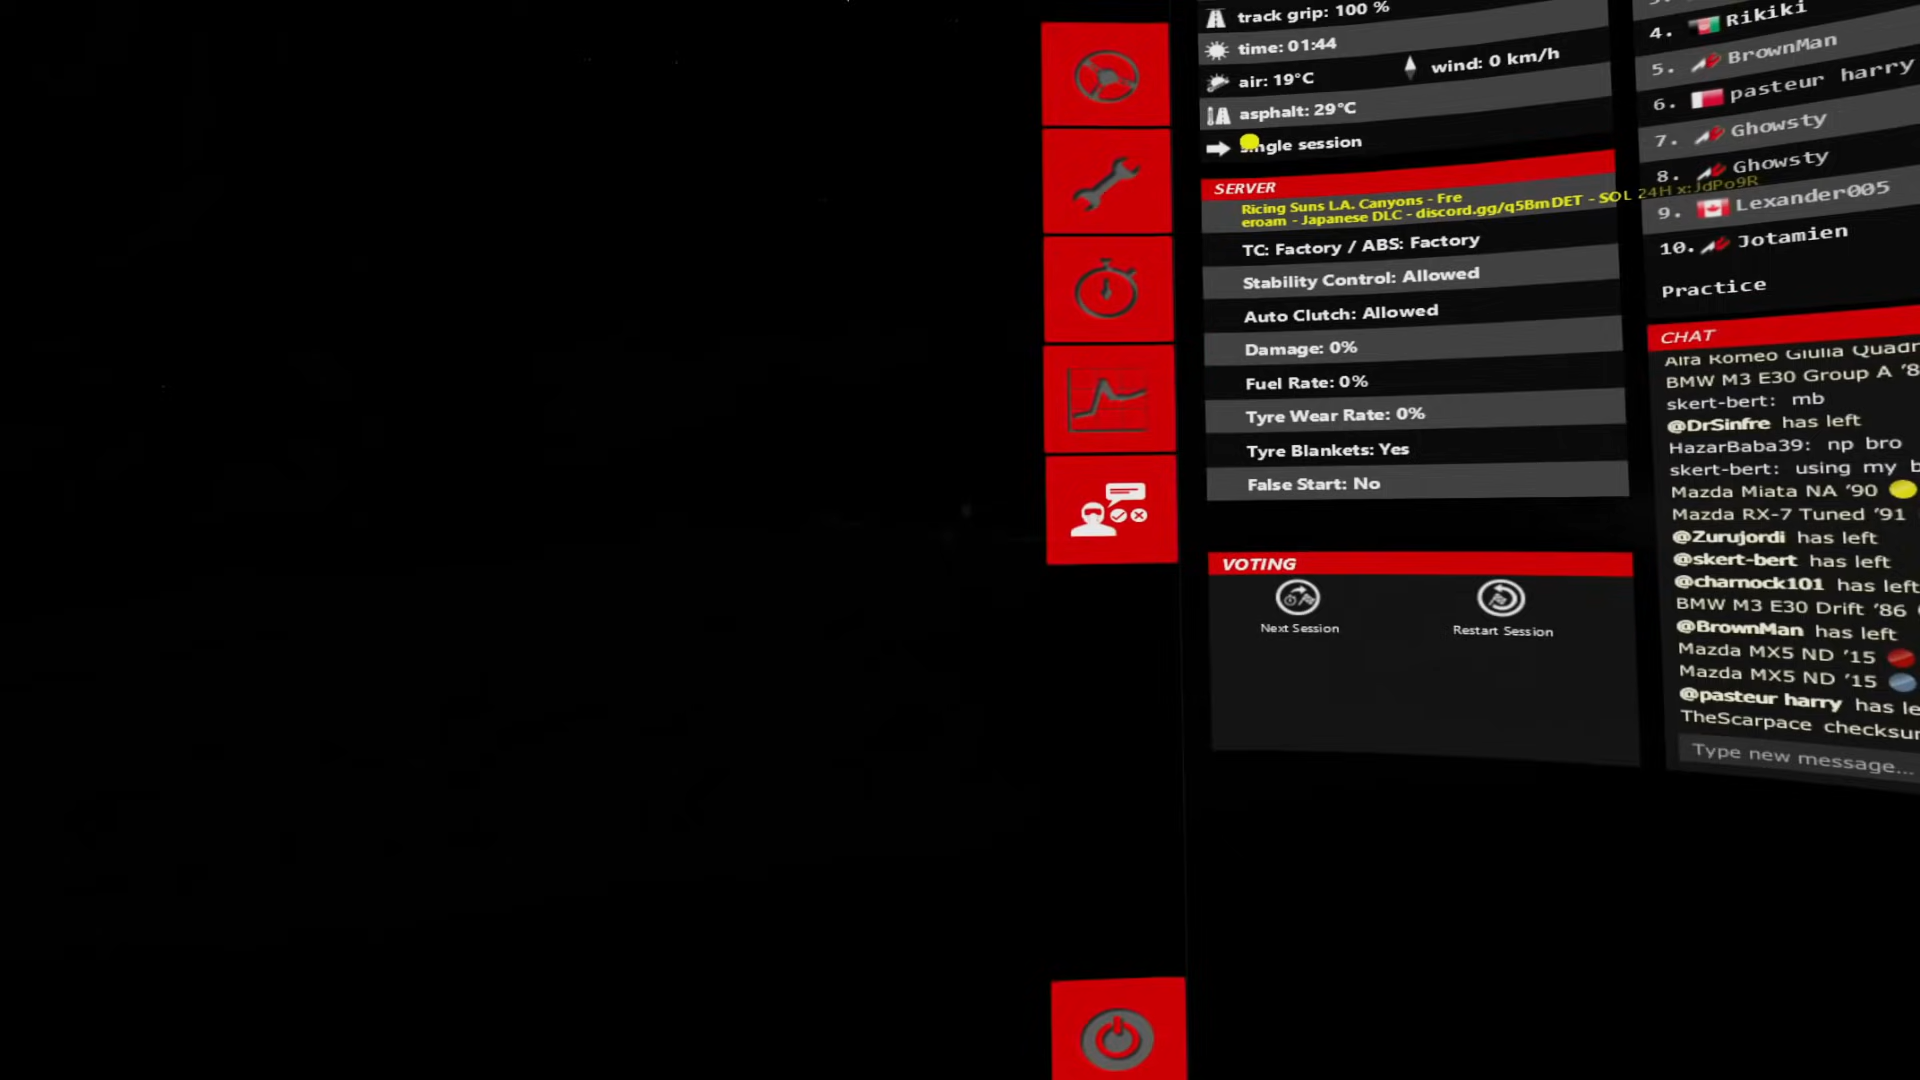 track grip: 100 %
time: 01:44
air: 19°C
wind: 0 km/h
asphalt: 29°C
single session
SERVER
Ricing Suns L.A. Canyons - Fre
eroam - Japanese DLC - discord.gg/q5BmDET - SOL 24H x:JdPo9R
TC: Factory / ABS: Factory
Stability Control: Allowed
Auto Clutch: Allowed
Damage: 0%
Fuel Rate: 0%
Tyre Wear Rate: 0%
Tyre Blankets: Yes
False Start: No
VOTING
Next Session
Restart Session
4. Rikiki
5. BrownMan
6. pasteur harry
7. Ghowsty
8. Ghowsty
9. Lexander005
10. Jotamien
Practice
CHAT
Alfa Romeo Giulia Quadr
BMW M3 E30 Group A '8
skert-bert: mb
@DrSinfre has left
HazarBaba39: np bro
skert-bert: using my b
Mazda Miata NA '90
Mazda RX-7 Tuned '91
@Zurujordi has left
@skert-bert has left
@charnock101 has left
BMW M3 E30 Drift '86
@BrownMan has left
Mazda MX5 ND '15
Mazda MX5 ND '15
@pasteur harry has le
TheScarpace checksu
Type new message...